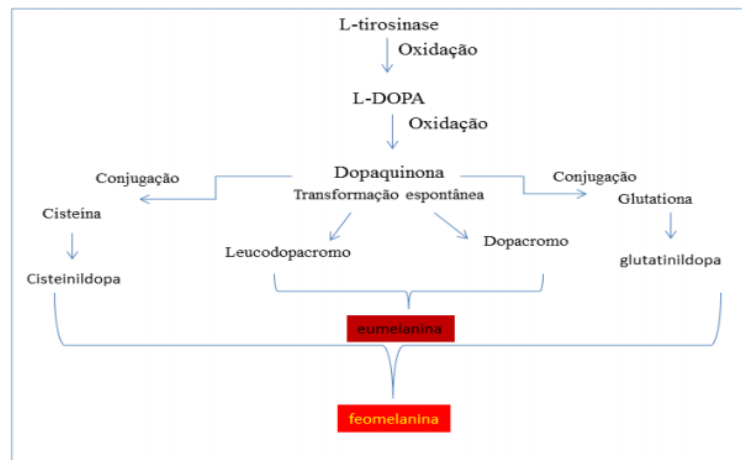 L-tirosinase
Oxidação
L-DOPA
Oxidação
Dopaquinona
Conjugação
Conjugação
Transformação espontânea
Cisteína
Glutationa
Leucodopacromo
Dopacromo
Cisteinildopa
glutatinildopa
eumelanina
feomelanina